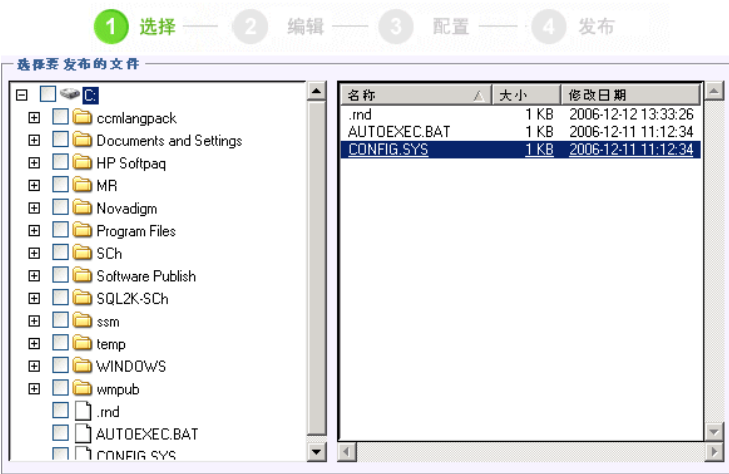 1 选择 2 编辑 3 配置 4 发布
选择要发布的文件
C:
ccmlangpack
Documents and Settings
HP Softpaq
MR
Novadigm
Program Files
SCh
Software Publish
SQL2K-SCh
ssm
temp
WINDOWS
wmpub
.rnd
AUTOEXEC.BAT
CONFIG.SYS
名称 大小 修改日期
.rnd 1 KB 2006-12-12 13:33:26
AUTOEXEC.BAT 1 KB 2006-12-11 11:12:34
CONFIG.SYS 1 KB 2006-12-11 11:12:34